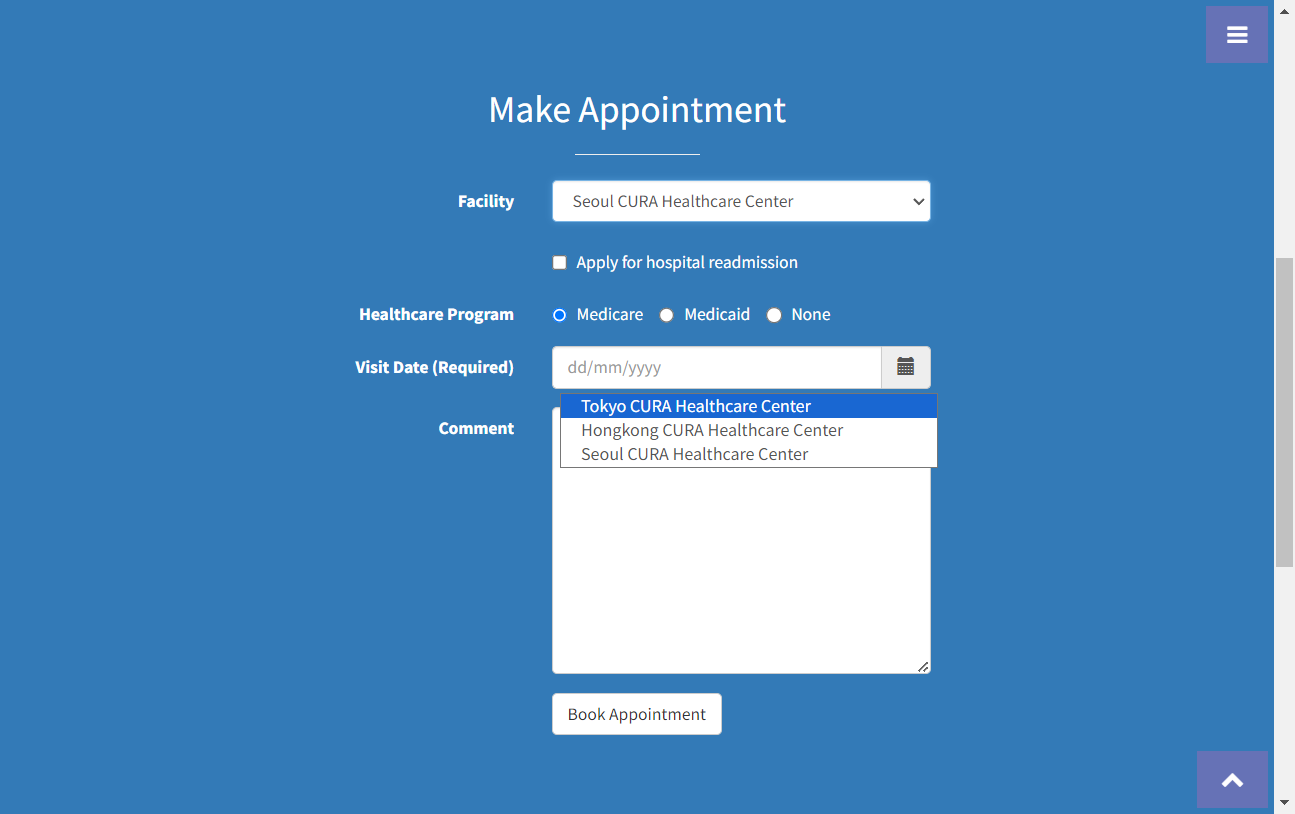 Make Appointment
Facility
Seoul CURA Healthcare Center
Apply for hospital readmission
Healthcare Program
Medicare Medicaid None
Visit Date (Required)
dd/mm/yyyy
Comment
Tokyo CURA Healthcare Center
Hongkong CURA Healthcare Center
Seoul CURA Healthcare Center
Book Appointment